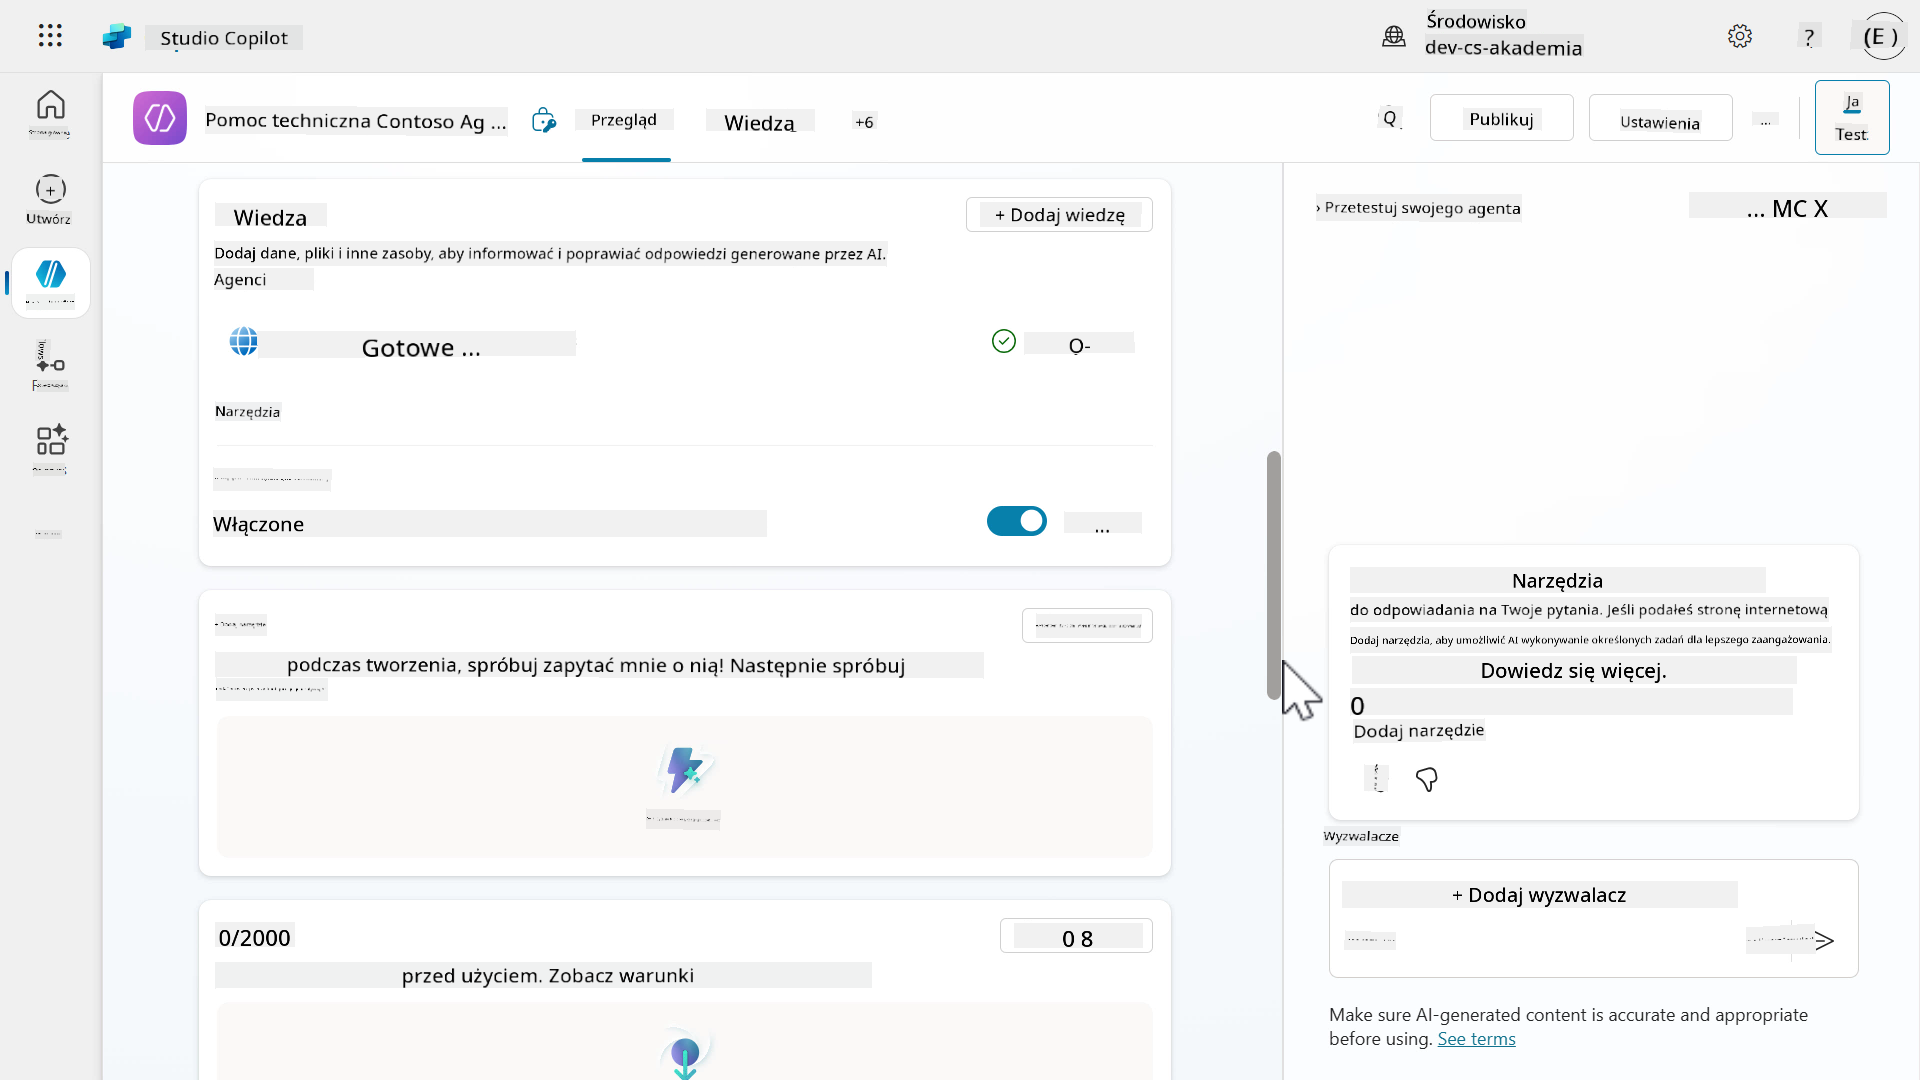 Studio Copilot
Środowisko
dev-cs-akademia
?
(E )
Pomoc techniczna Contoso Ag ...
Przegląd
Wiedza
+6
Q
Publikuj
Ustawienia
...
Ja
Test
Utwórz
Wiedza
+ Dodaj wiedzę
Dodaj dane, pliki i inne zasoby, aby informować i poprawiać odpowiedzi generowane przez AI.
Agenci
Gotowe ...
O-
Narzędzia
Włączone
...
+ Dodaj narzędzie
podczas tworzenia, spróbuj zapytać mnie o nią! Następnie spróbuj
0/2000
0 8
przed użyciem. Zobacz warunki
› Przetestuj swojego agenta
... MC X
Narzędzia
do odpowiadania na Twoje pytania. Jeśli podałeś stronę internetową
Dodaj narzędzia, aby umożliwić AI wykonywanie określonych zadań dla lepszego zaangażowania.
Dowiedz się więcej.
0
Dodaj narzędzie
Wyzwalacze
+ Dodaj wyzwalacz
Make sure AI-generated content is accurate and appropriate
before using. See terms